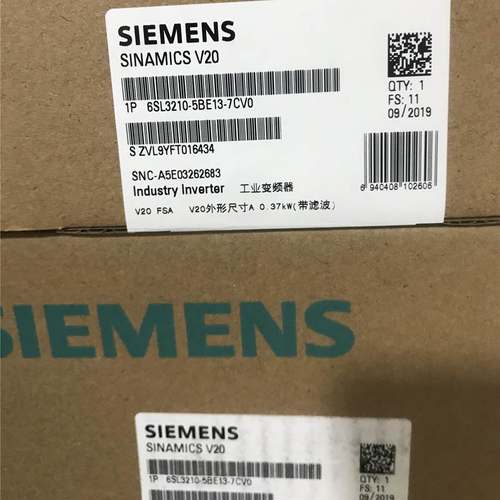 SIEMENS
SINAMICS V20
1P 6SL3210-5BE13-7CV0
S ZVL9YFT016434
SNC-A5E03262683
Industry Inverter 工业变频器
V20 FSA V20外形尺寸A 0.37kW(带滤波)
QTY: 1
FS: 11
09/2019
6 940408 102606
SIEMENS
SIEMENS
SINAMICS V20
1P 6SL3210-5BE13-7CV0
QTY: 1
FS: 11
09/2019